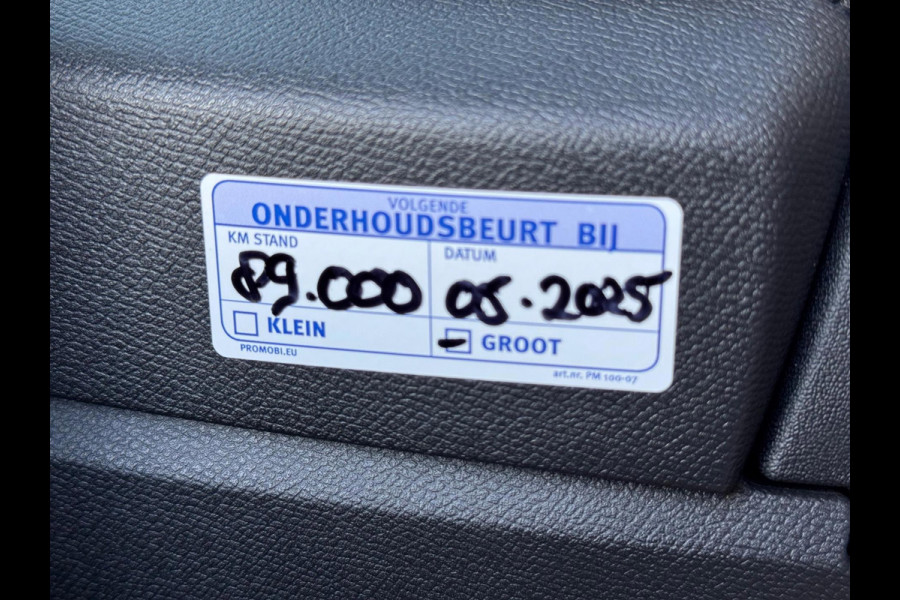 VOLGENDE
ONDERHOUDSBEURT BIJ
KM STAND DATUM
89.000 05.2025
KLEIN GROOT
PROMOBI.EU art.nr. PM 100-07